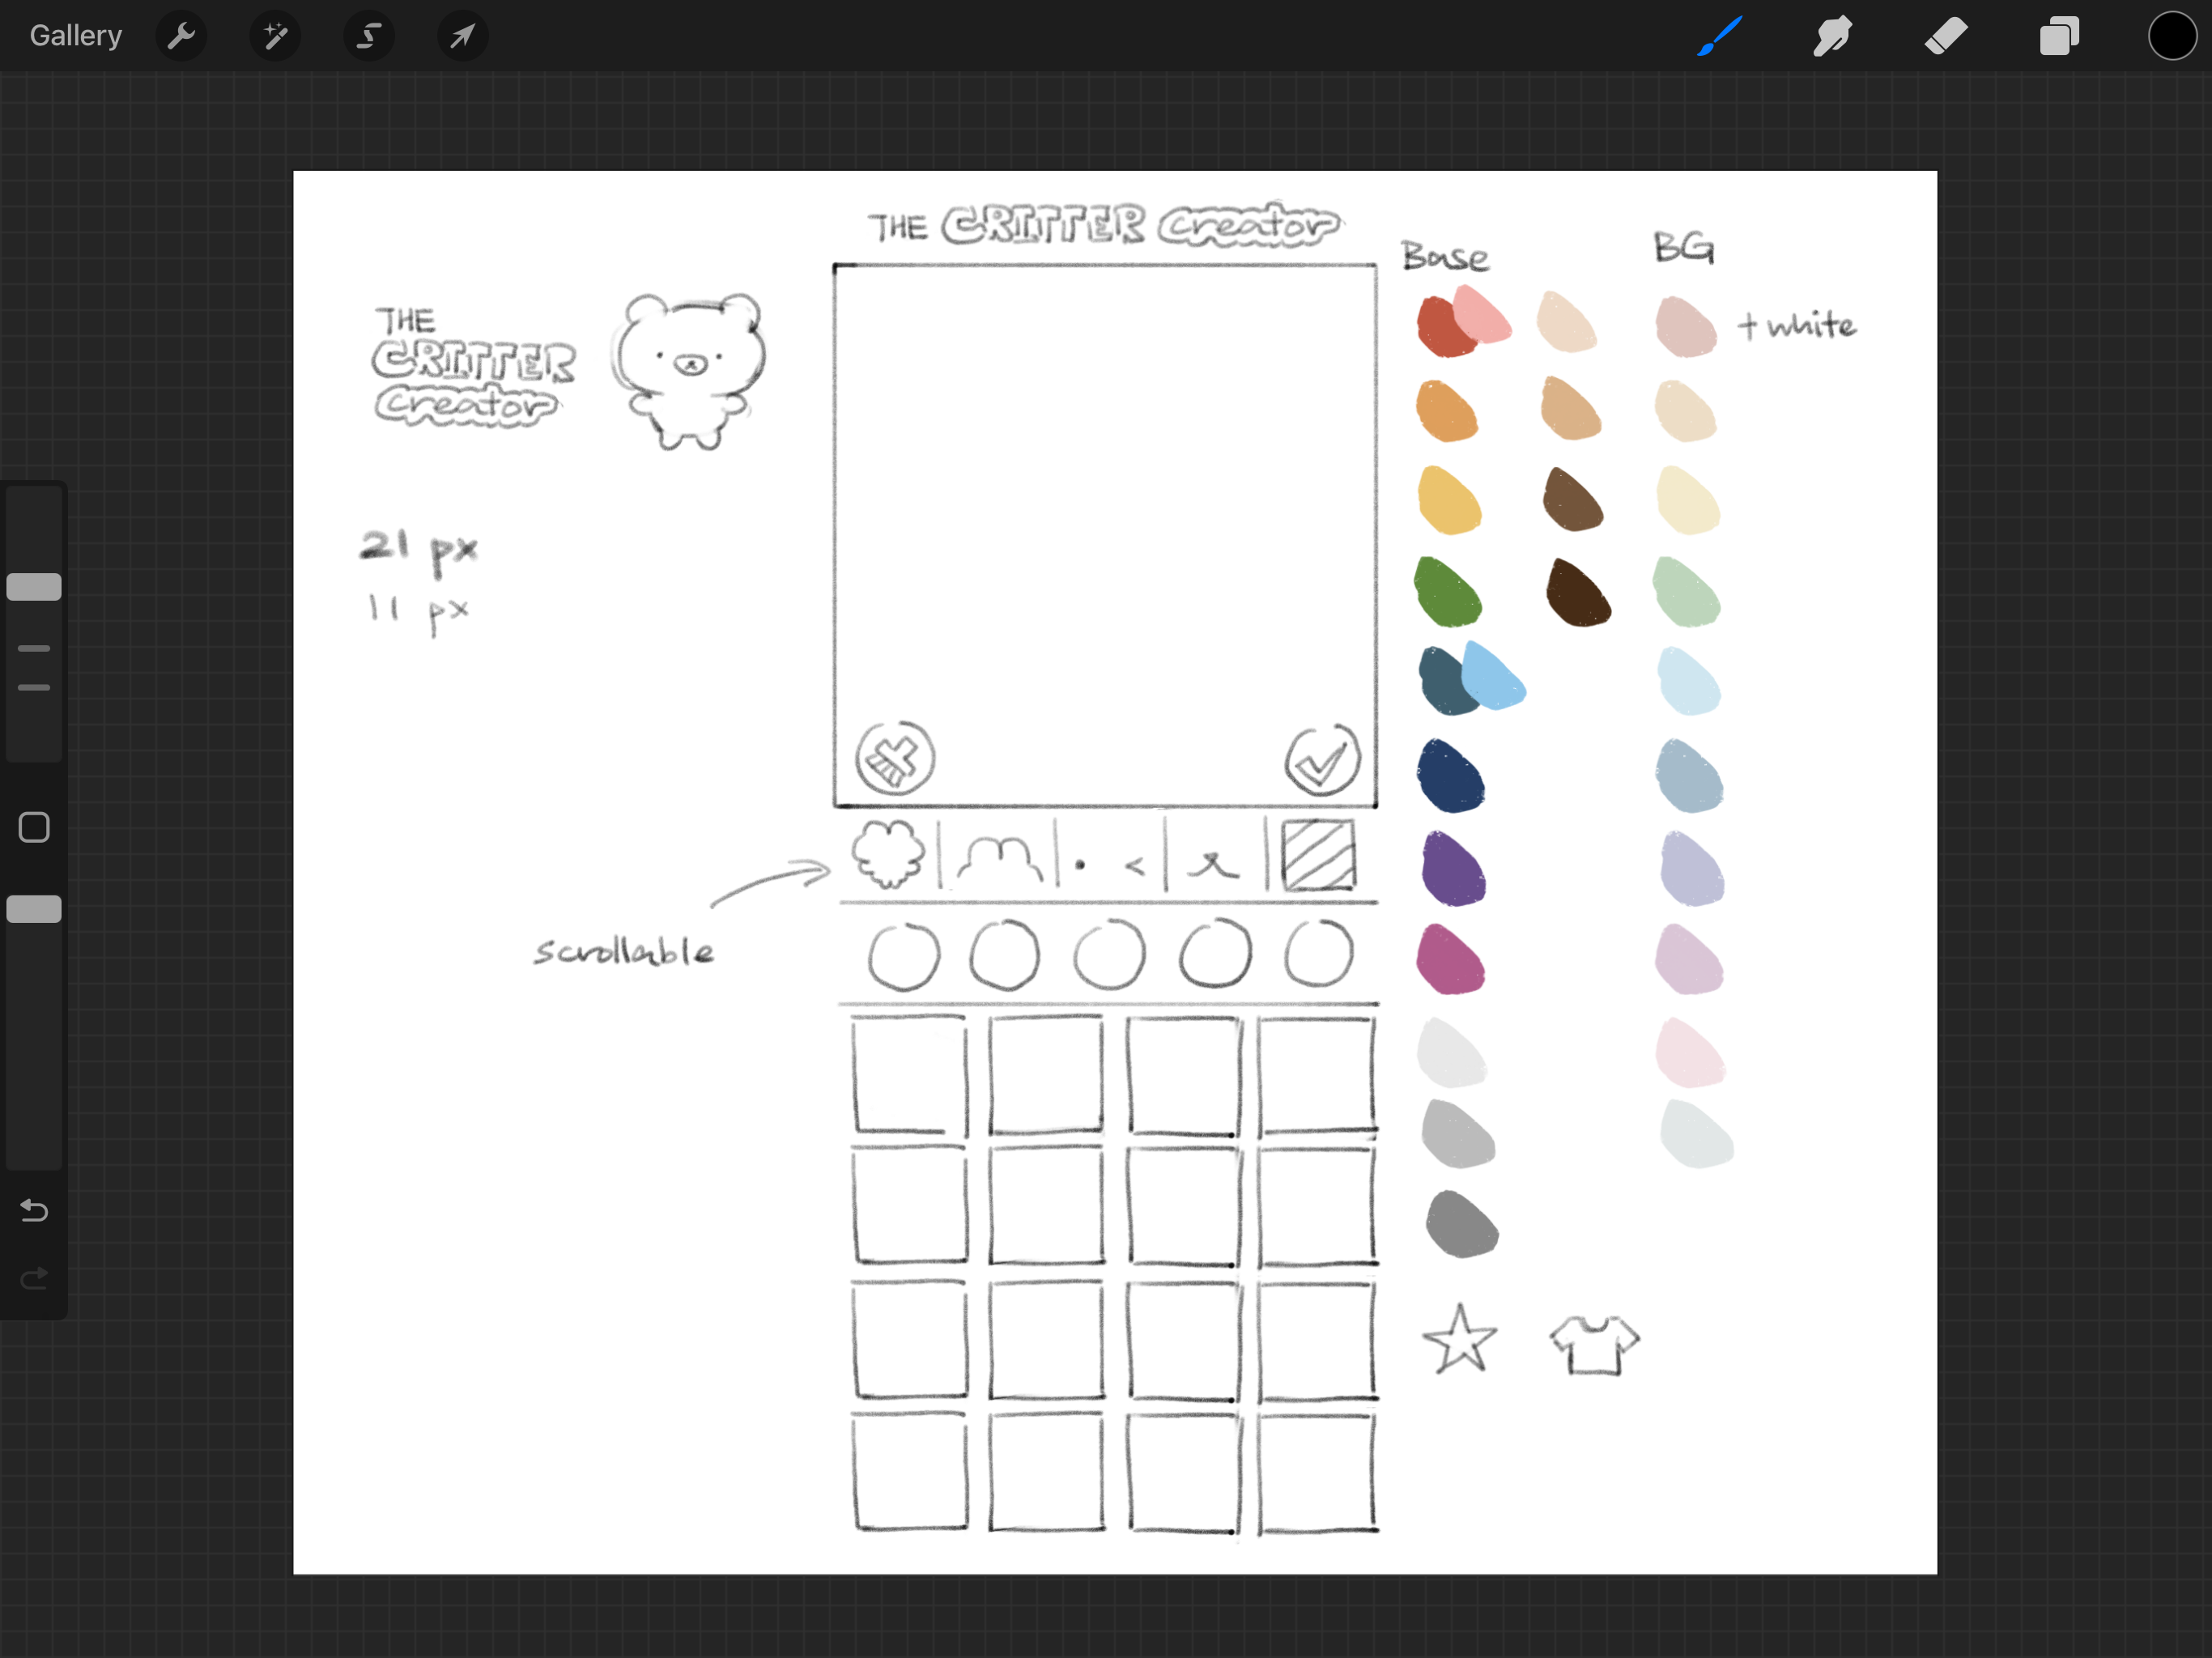 Gallery
THE CRITTER Creator
Base
BG
THE
CRITTER
Creator
+ white
21 px
11 px
scrollable